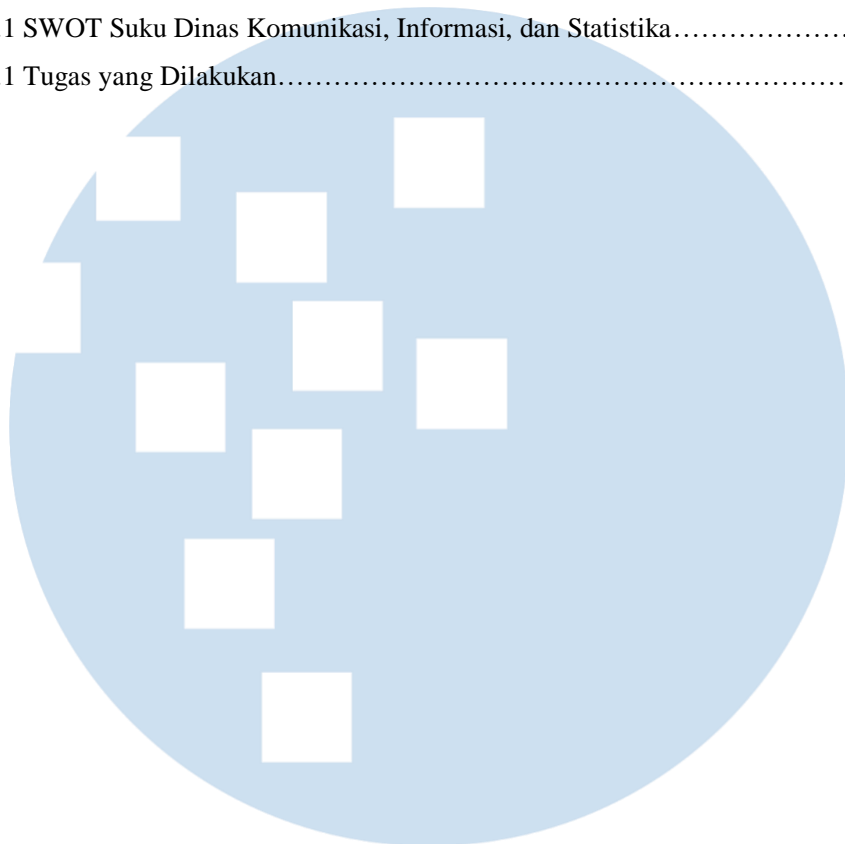 .1 SWOT Suku Dinas Komunikasi, Informasi, dan Statistika…………………
1 Tugas yang Dilakukan……………………………………………………………